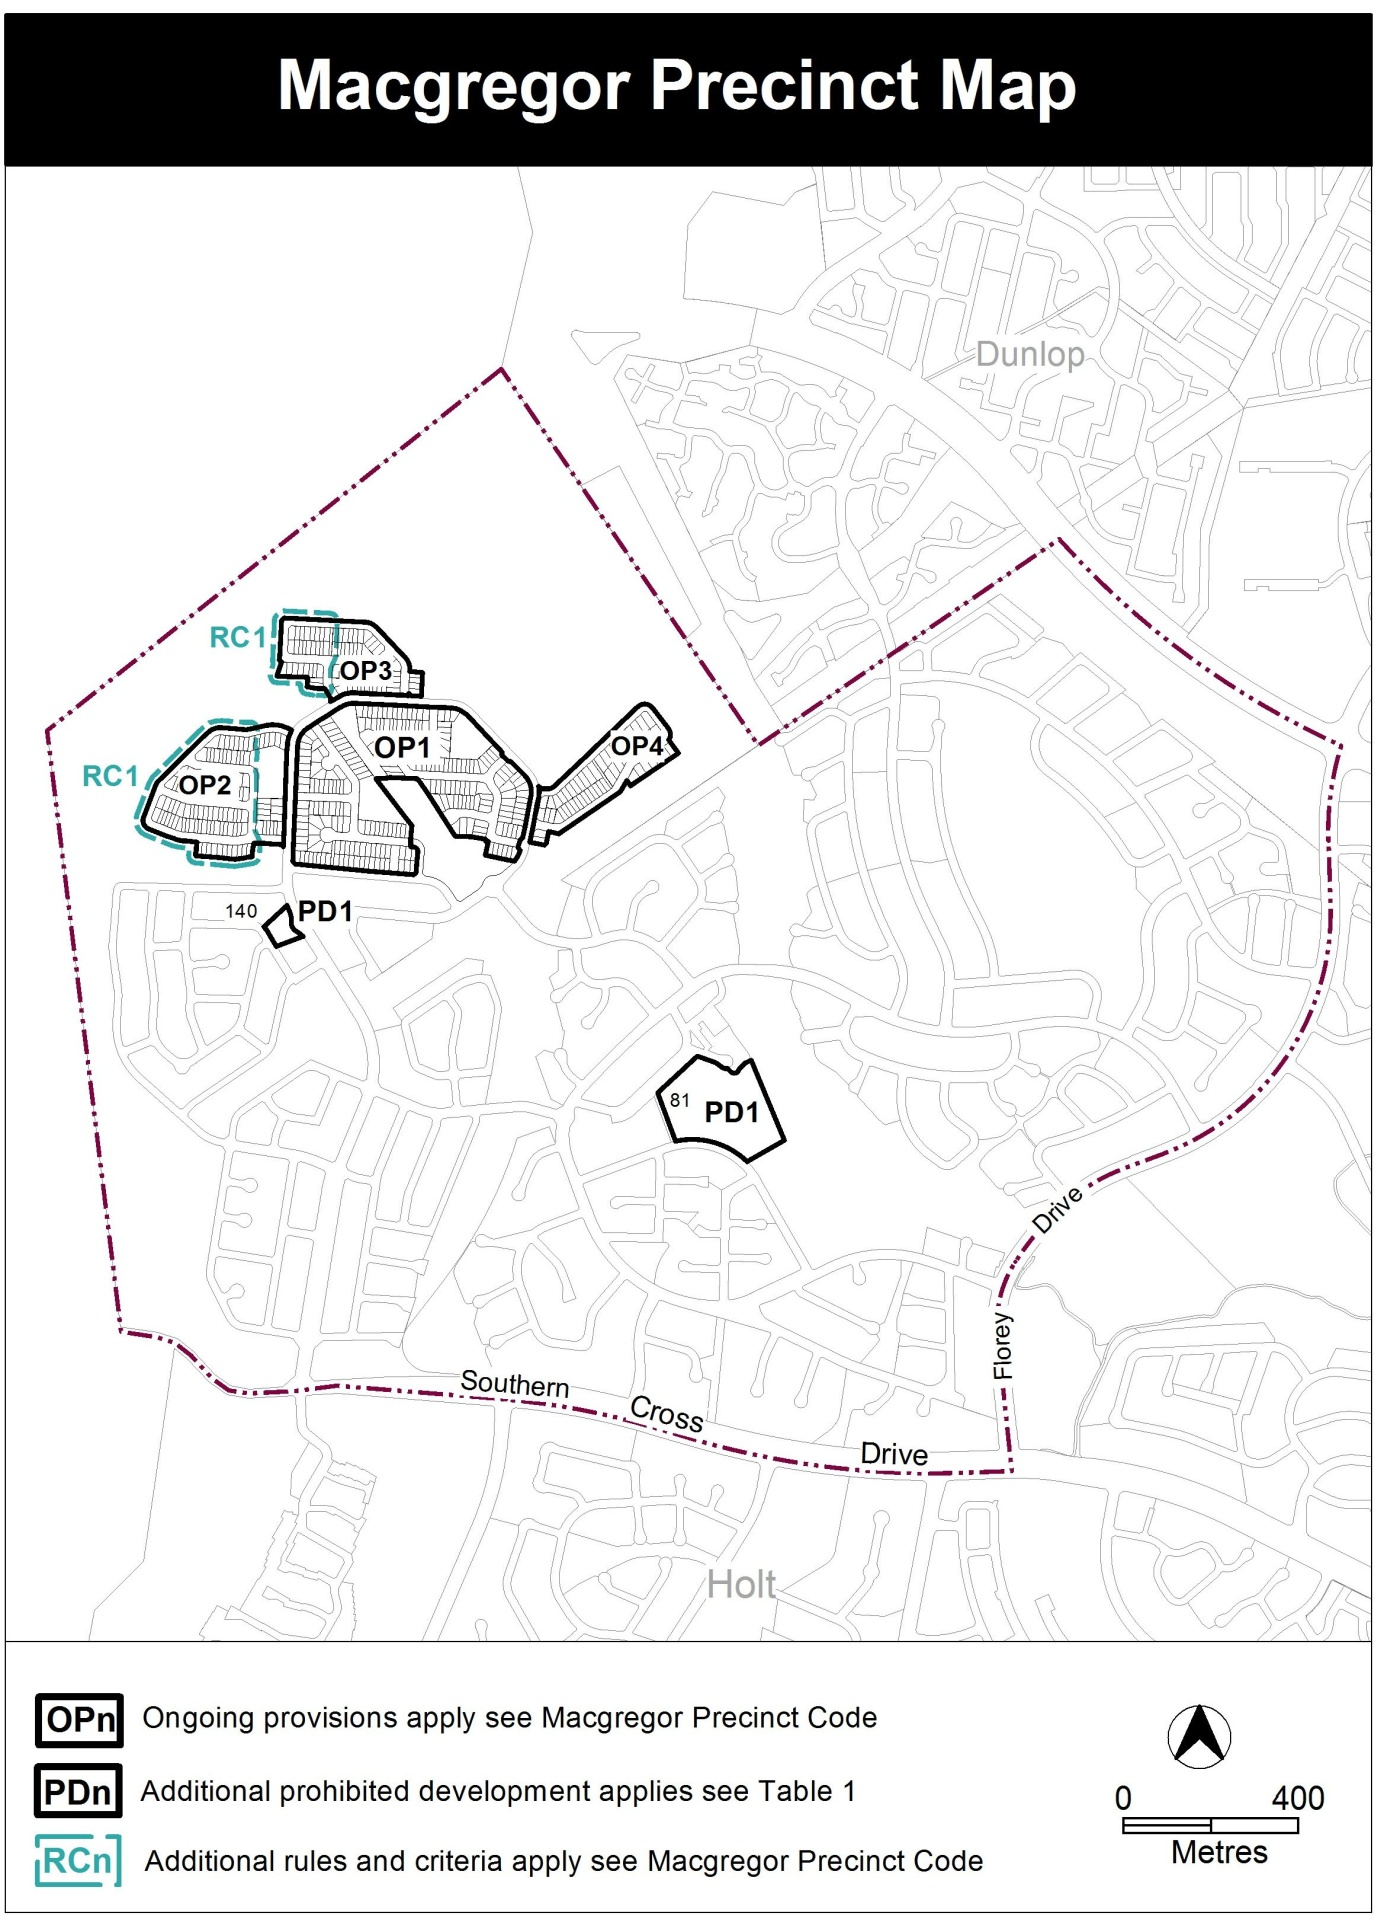 Macgregor Precinct Map
Dunlop
RC1
OP3
OP1
OP4
RC1
OP2
140
PD1
81
PD1
Drive
Florey
Southern
Cross
Drive
Holt
OPn Ongoing provisions apply see Macgregor Precinct Code
PDn Additional prohibited development applies see Table 1
RCn Additional rules and criteria apply see Macgregor Precinct Code
0 400
Metres